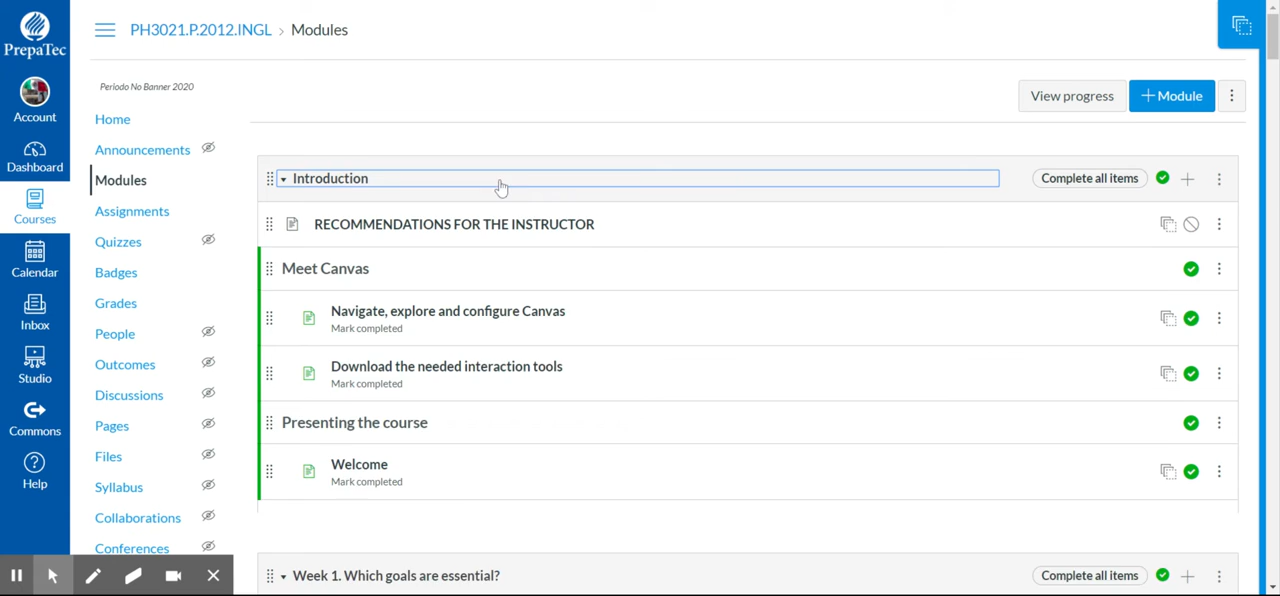 PrepaTec
Account
Dashboard
Courses
Calendar
Inbox
Studio
Commons
Help
PH3021.P.2012.INGL › Modules
Periodo No Banner 2020
Home
Announcements
Modules
Assignments
Quizzes
Badges
Grades
People
Outcomes
Discussions
Pages
Files
Syllabus
Collaborations
Conferences
View progress
+ Module
Introduction
Complete all items
RECOMMENDATIONS FOR THE INSTRUCTOR
Meet Canvas
Navigate, explore and configure Canvas
Mark completed
Download the needed interaction tools
Mark completed
Presenting the course
Welcome
Mark completed
Week 1. Which goals are essential?
Complete all items